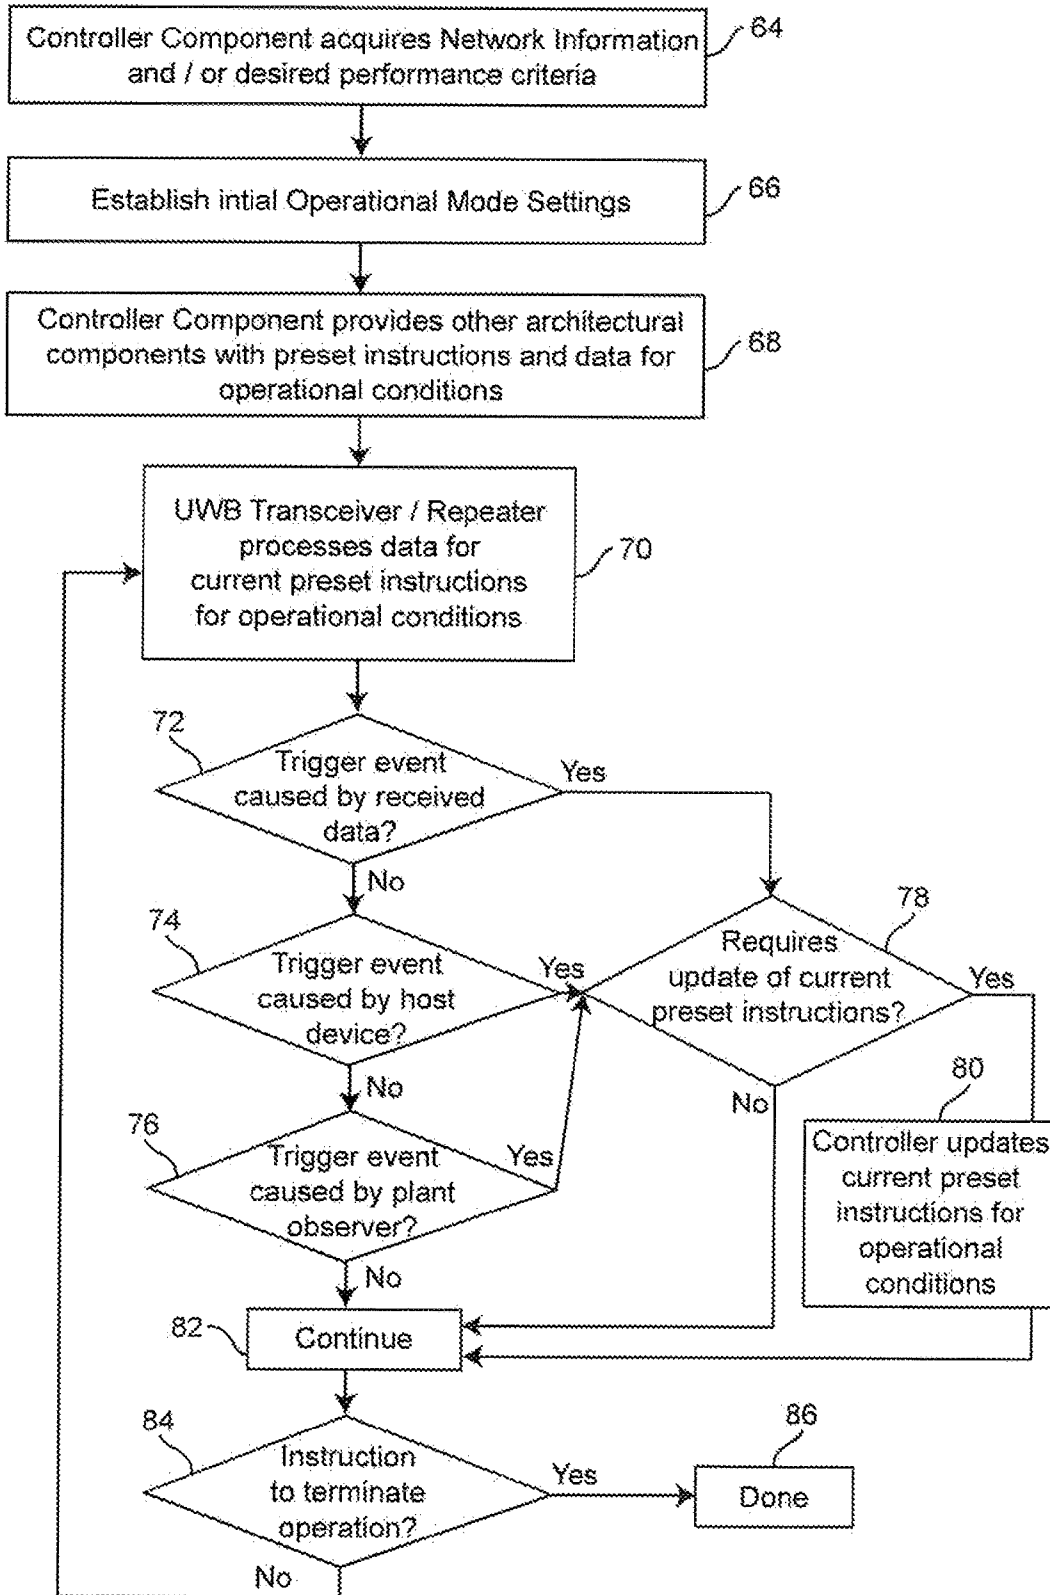 Controller Component acquires Network Information
and / or desired performance criteria
64
Establish intial Operational Mode Settings
66
Controller Component provides other architectural
components with preset instructions and data for
operational conditions
68
UWB Transceiver / Repeater
processes data for
current preset instructions
for operational conditions
70
72
Trigger event
caused by received
data?
Yes
No
74
Trigger event
caused by host
device?
Yes
No
78
Requires
update of current
preset instructions?
Yes
No
76
Trigger event
caused by plant
observer?
Yes
No
80
Controller updates
current preset
instructions for
operational
conditions
82
Continue
84
Instruction
to terminate
operation?
Yes
No
86
Done